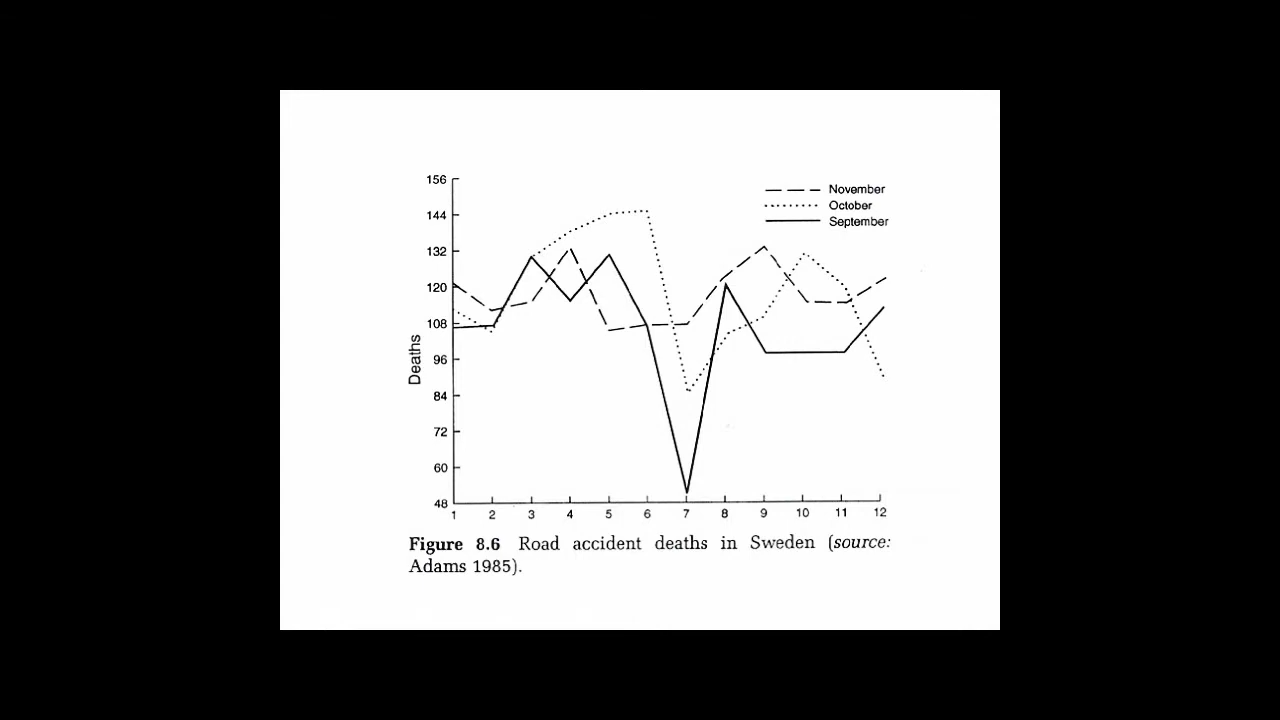 156
144
132
120
108
96
84
72
60
48
Deaths
November
October
September
1 2 3 4 5 6 7 8 9 10 11 12
Figure 8.6 Road accident deaths in Sweden (source:
Adams 1985).